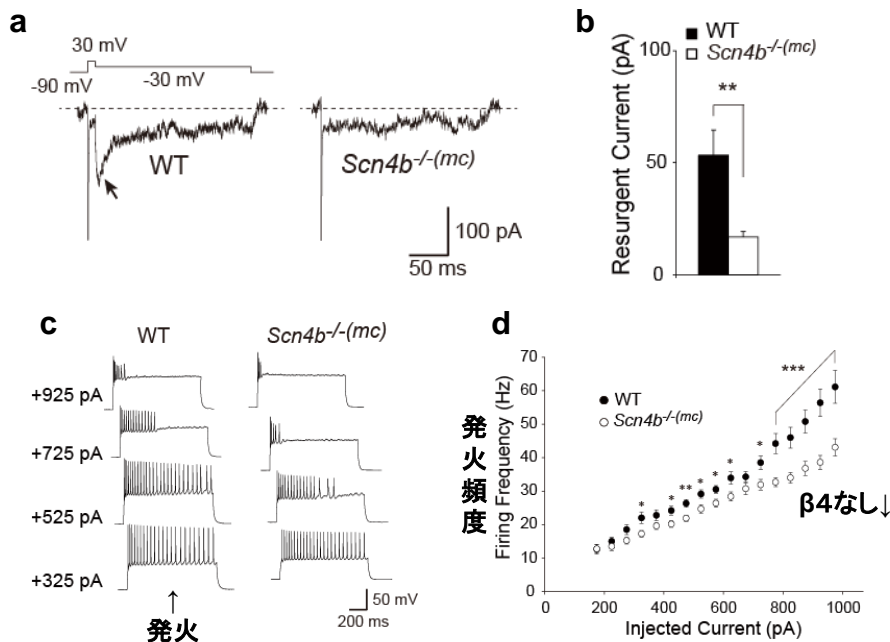 a
30 mV
-90 mV
-30 mV
WT
Scn4b-/-(mc)
100 pA
50 ms
b
WT
Scn4b-/-(mc)
Resurgent Current (pA)
100
50
0
**
c
WT
Scn4b-/-(mc)
+925 pA
+725 pA
+525 pA
+325 pA
↑
発火
50 mV
200 ms
d
発火頻度
Firing Frequency (Hz)
70
60
50
40
30
20
10
0
WT
Scn4b-/-(mc)
*
*
**
*
*
*
*
***
β4なし↓
0
200
400
600
800
1000
Injected Current (pA)